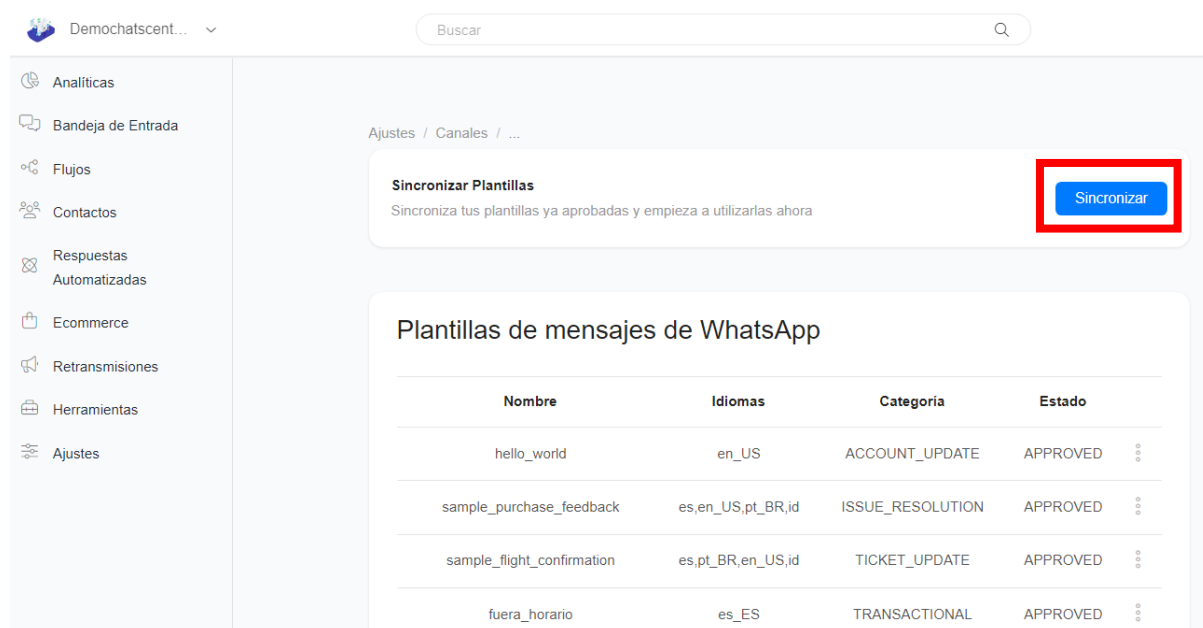 Demochatscent...
Buscar
Analíticas
Bandeja de Entrada
Flujos
Contactos
Respuestas
Automatizadas
Ecommerce
Retransmisiones
Herramientas
Ajustes
Ajustes / Canales / ...
Sincronizar Plantillas
Sincroniza tus plantillas ya aprobadas y empieza a utilizarlas ahora
Sincronizar
Plantillas de mensajes de WhatsApp
Nombre Idiomas Categoría Estado
hello_world en_US ACCOUNT_UPDATE APPROVED
sample_purchase_feedback es,en_US,pt_BR,id ISSUE_RESOLUTION APPROVED
sample_flight_confirmation es,pt_BR,en_US,id TICKET_UPDATE APPROVED
fuera_horario es_ES TRANSACTIONAL APPROVED